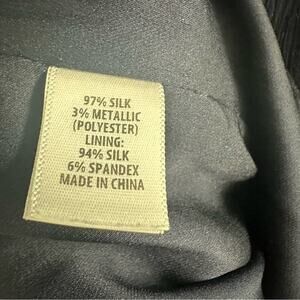 97% SILK
3% METALLIC
(POLYESTER)
LINING:
94% SILK
6% SPANDEX
MADE IN CHINA